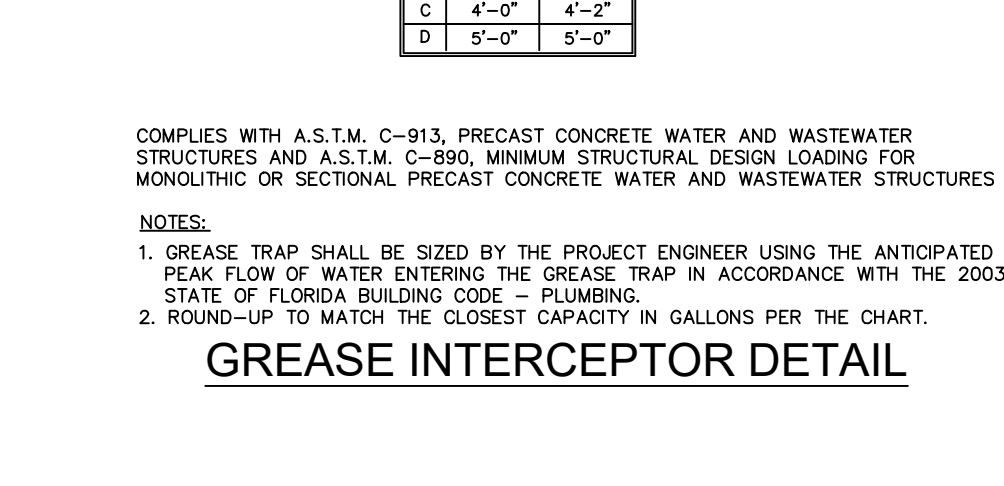 C 4'-0" 4'-2"
D 5'-0" 5'-0"
COMPLIES WITH A.S.T.M. C-913, PRECAST CONCRETE WATER AND WASTEWATER
STRUCTURES AND A.S.T.M. C-890, MINIMUM STRUCTURAL DESIGN LOADING FOR
MONOLITHIC OR SECTIONAL PRECAST CONCRETE WATER AND WASTEWATER STRUCTURES
NOTES:
1. GREASE TRAP SHALL BE SIZED BY THE PROJECT ENGINEER USING THE ANTICIPATED
PEAK FLOW OF WATER ENTERING THE GREASE TRAP IN ACCORDANCE WITH THE 2003
STATE OF FLORIDA BUILDING CODE - PLUMBING.
2. ROUND-UP TO MATCH THE CLOSEST CAPACITY IN GALLONS PER THE CHART.
GREASE INTERCEPTOR DETAIL